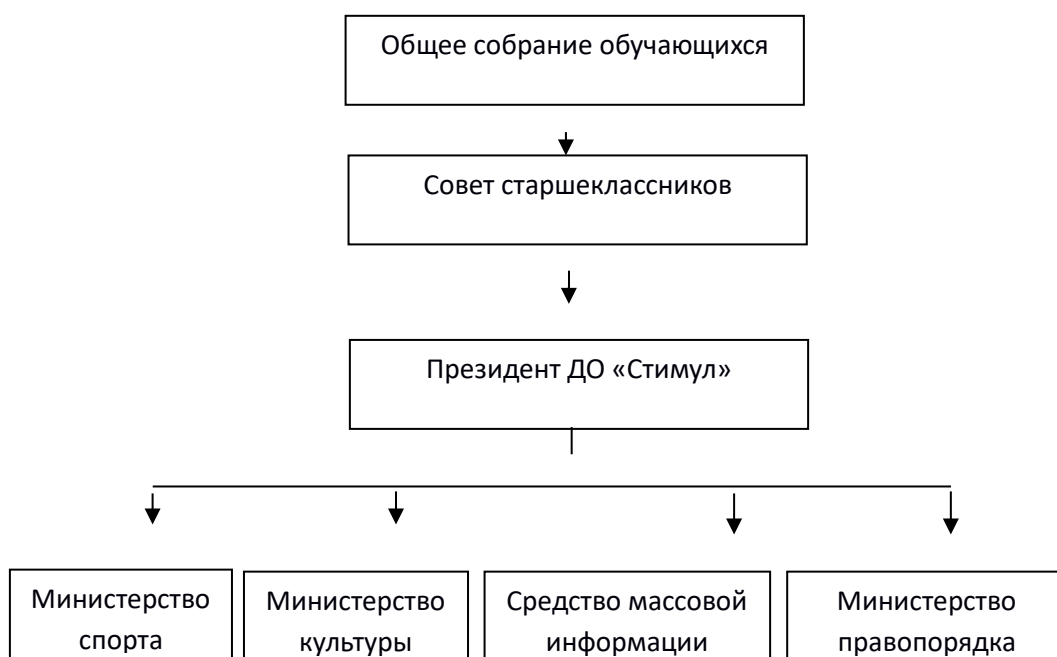 Общее собрание обучающихся
Совет старшеклассников
Президент ДО «Стимул»
Министерство
спорта
Министерство
культуры
Средство массовой
информации
Министерство
правопорядка